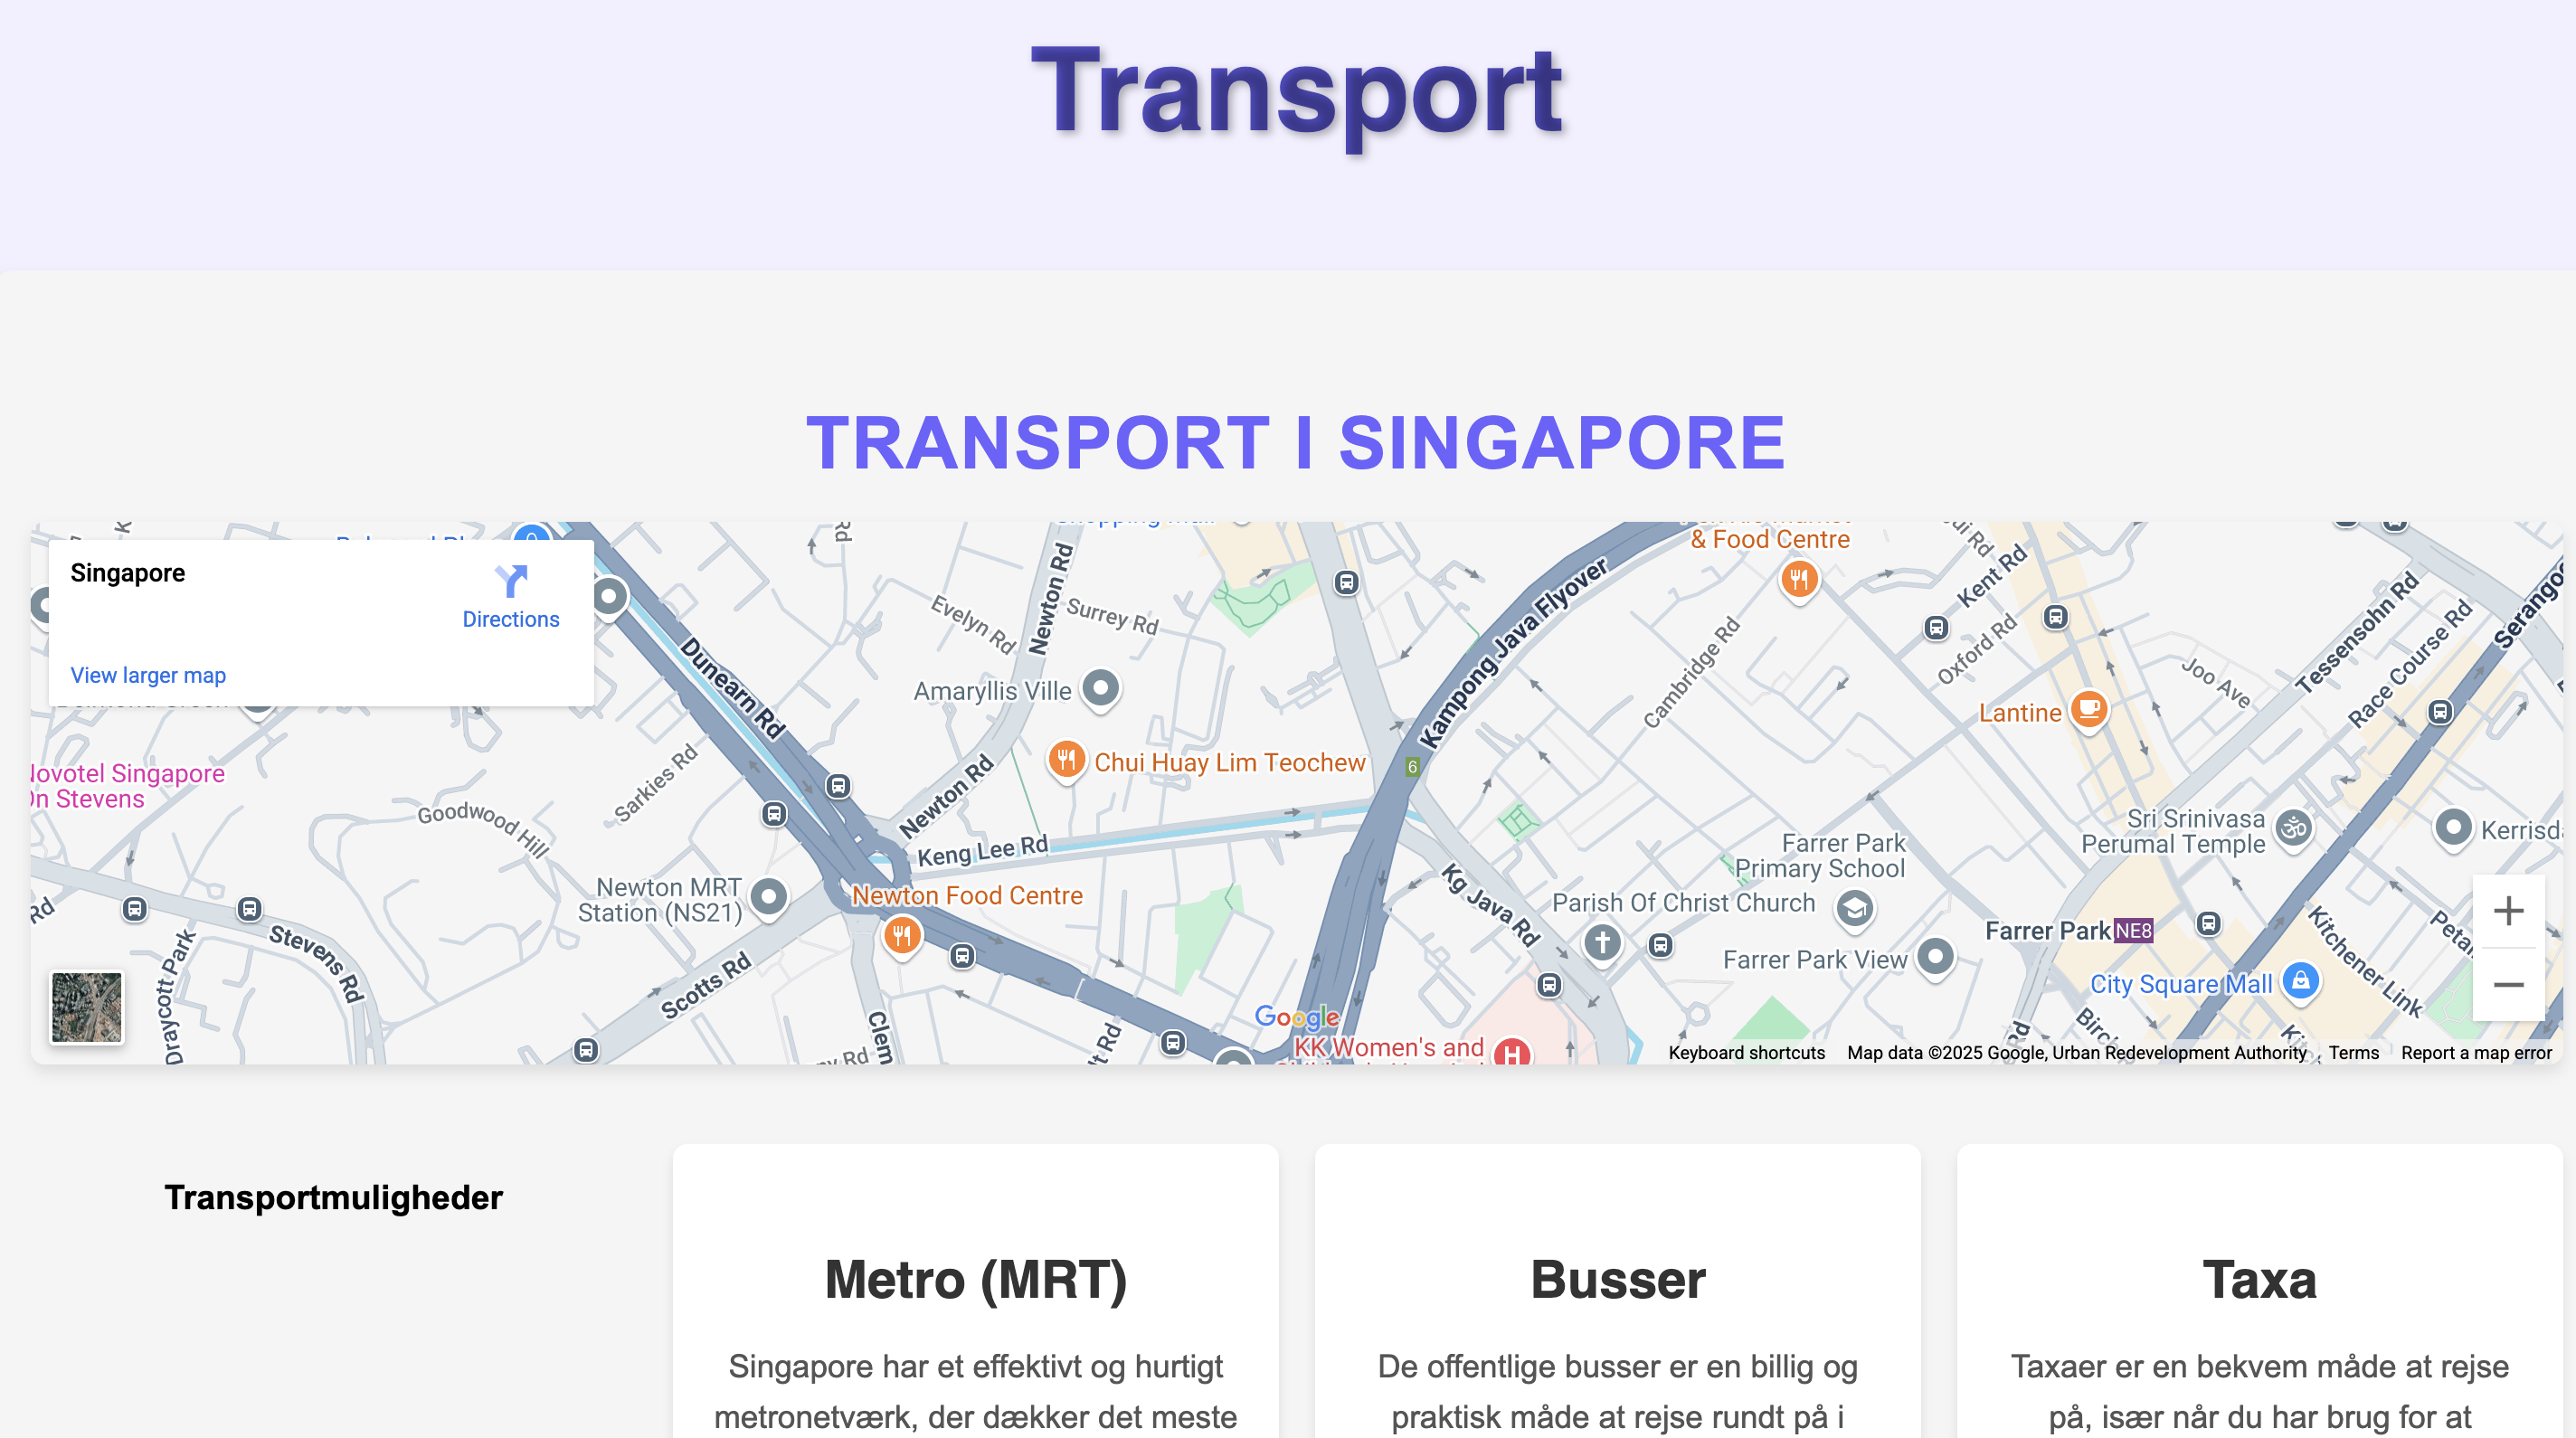 Transport
TRANSPORT I SINGAPORE
Singapore
Directions
View larger map
Rd
Newton Rd
Evelyn Rd
Surrey Rd
Dunearn Rd
Amaryllis Ville
Chui Huay Lim Teochew
Kampong Java Flyover
6
& Food Centre
Kent Rd
Oxford Rd
Cambridge Rd
Lantine
Joo Ave
Tessensohn Rd
Race Course Rd
Novotel Singapore
On Stevens
Sarkies Rd
Goodwood Hill
Newton Rd
Keng Lee Rd
Newton MRT
Station (NS21)
Newton Food Centre
Rd
Stevens Rd
Draycott Park
Scotts Rd
Kg Java Rd
Farrer Park
Primary School
Parish Of Christ Church
Farrer Park View
Sri Srinivasa
Perumal Temple
Farrer Park NE8
City Square Mall
Kitchener Link
Google
KK Women's and
Keyboard shortcuts
Map data ©2025 Google, Urban Redevelopment Authority
Terms
Report a map error
Transportmuligheder
Metro (MRT)
Singapore har et effektivt og hurtigt
metronetværk, der dækker det meste
Busser
De offentlige busser er en billig og
praktisk måde at rejse rundt på i
Taxa
Taxaer er en bekvem måde at rejse
på, især når du har brug for at